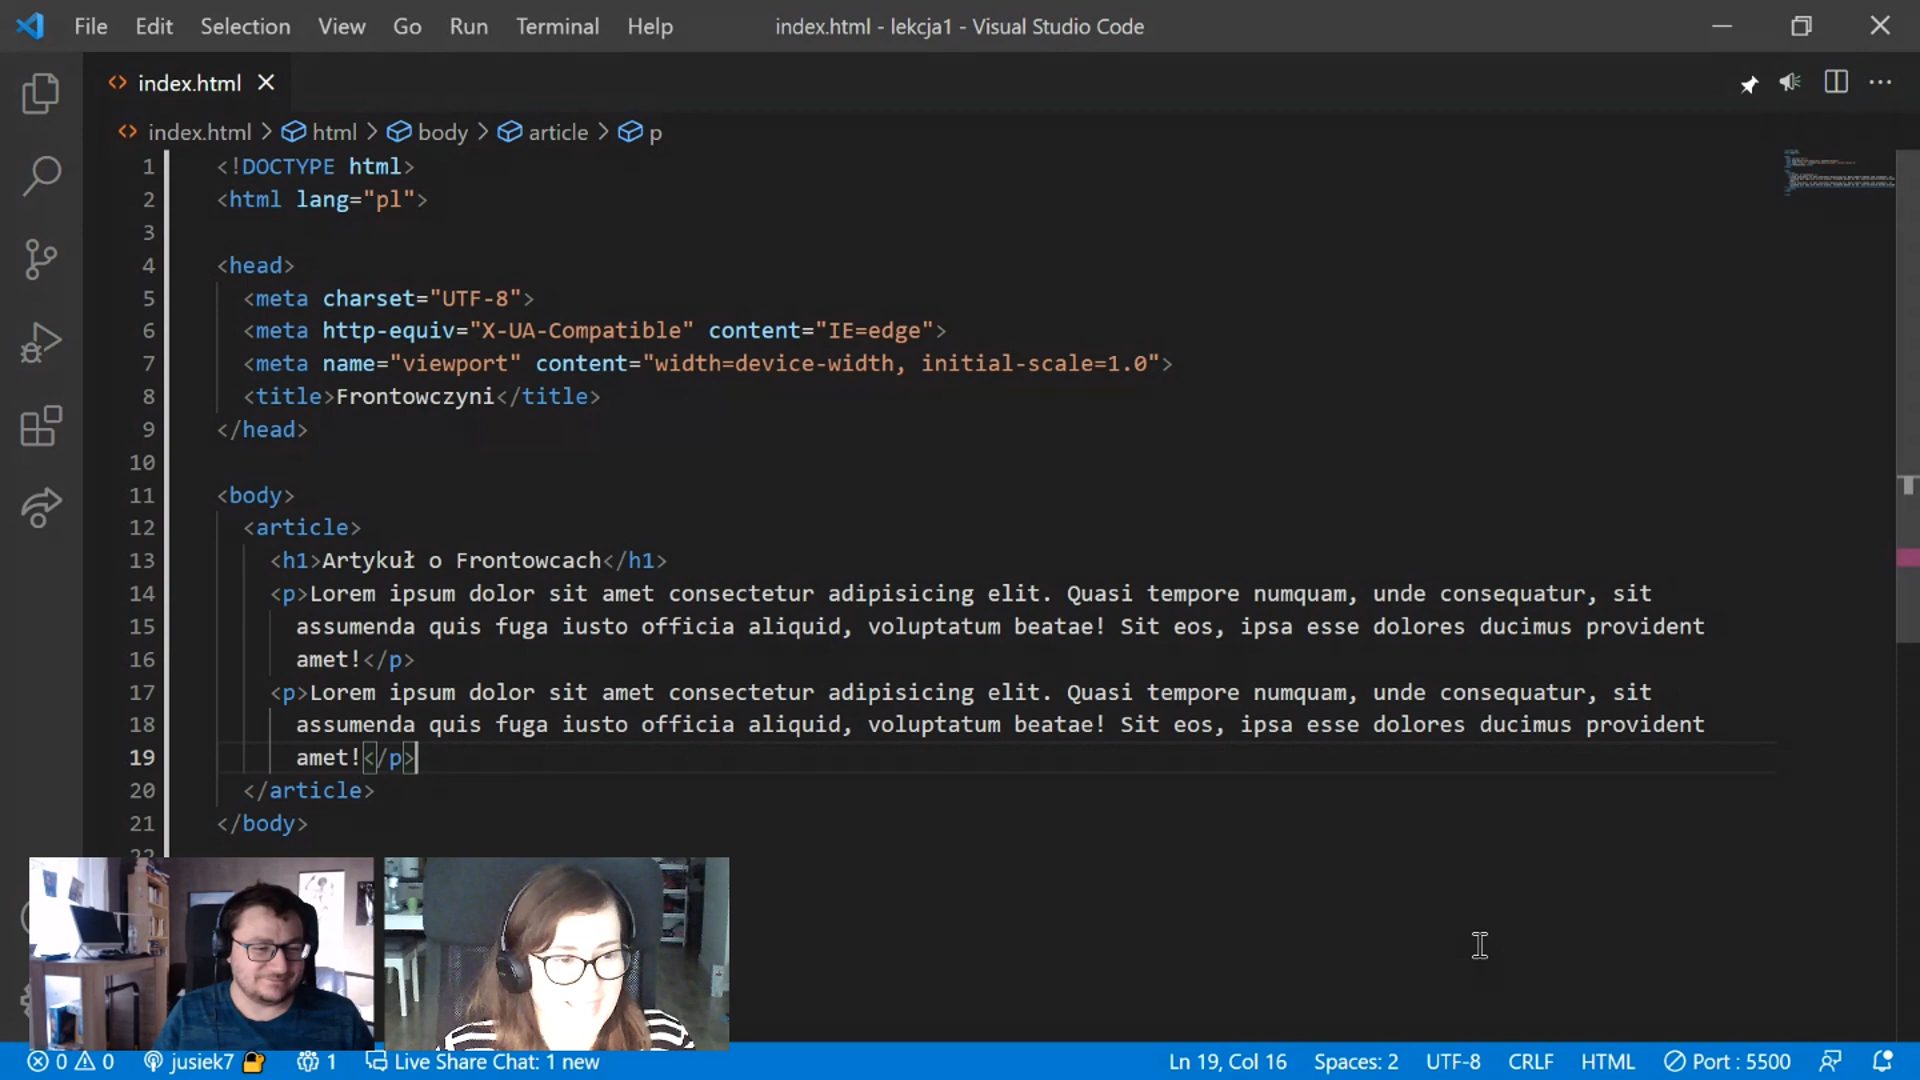 File Edit Selection View Go Run Terminal Help index.html - lekcja1 - Visual Studio Code
index.html
index.html > html > body > article > p
1 <!DOCTYPE html>
2 <html lang="pl">
3
4 <head>
5 <meta charset="UTF-8">
6 <meta http-equiv="X-UA-Compatible" content="IE=edge">
7 <meta name="viewport" content="width=device-width, initial-scale=1.0">
8 <title>Frontowczyni</title>
9 </head>
10
11 <body>
12 <article>
13 <h1>Artykuł o Frontowcach</h1>
14 <p>Lorem ipsum dolor sit amet consectetur adipisicing elit. Quasi tempore numquam, unde consequatur, sit
15 assumenda quis fuga iusto officia aliquid, voluptatum beatae! Sit eos, ipsa esse dolores ducimus provident
16 amet!</p>
17 <p>Lorem ipsum dolor sit amet consectetur adipisicing elit. Quasi tempore numquam, unde consequatur, sit
18 assumenda quis fuga iusto officia aliquid, voluptatum beatae! Sit eos, ipsa esse dolores ducimus provident
19 amet!</p>
20 </article>
21 </body>
22
0 0 jusiek7 1 Live Share Chat: 1 new Ln 19, Col 16 Spaces: 2 UTF-8 CRLF HTML Port : 5500